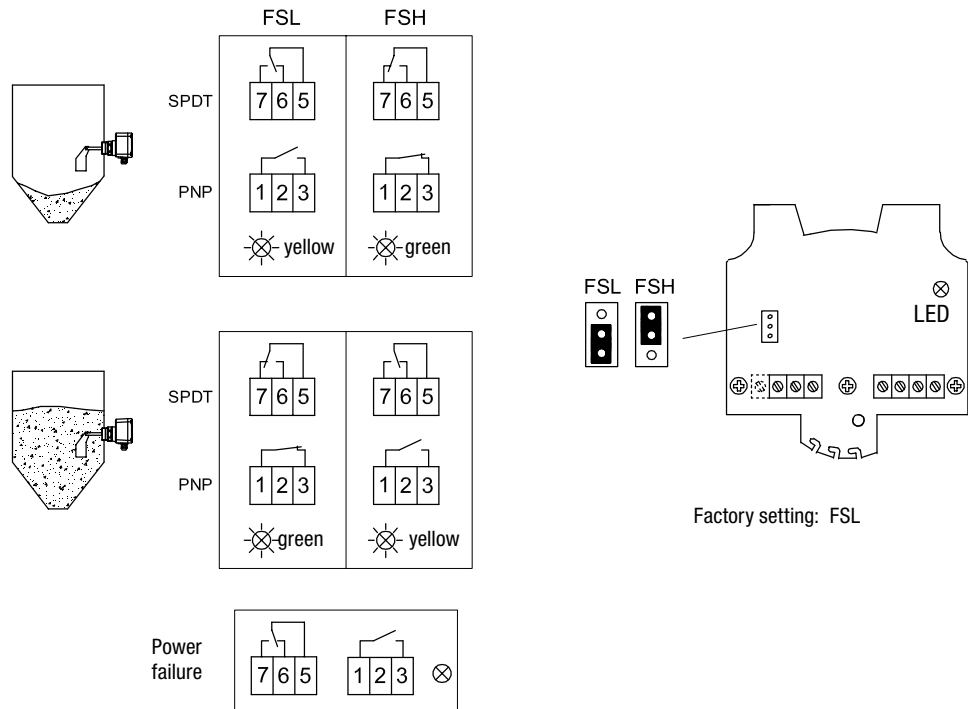 FSL FSH
SPDT
7 6 5 7 6 5
PNP
1 2 3 1 2 3
yellow green
SPDT
7 6 5 7 6 5
PNP
1 2 3 1 2 3
green yellow
Power
failure
7 6 5 1 2 3
FSL FSH
LED
Factory setting: FSL